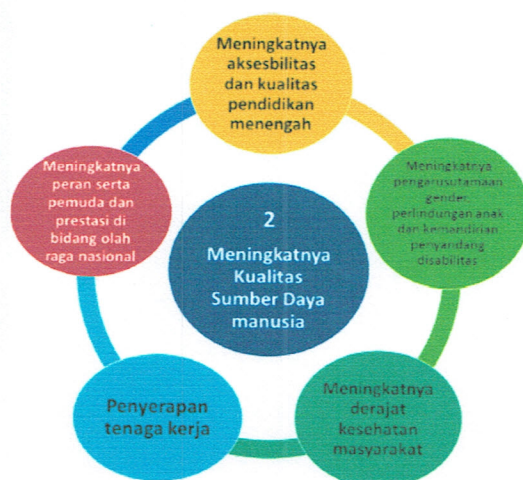 Meningkatnya
aksesbilitas
dan kualitas
pendidikan
menengah
Meningkatnya
pengarusutamaan
gender,
perlindungan anak
dan kemandirian
penyandang
disabilitas
Meningkatnya
derajat
kesehatan
masyarakat
Penyerapan
tenaga kerja
Meningkatnya
peran serta
pemuda dan
prestasi di
bidang olah
raga nasional
2
Meningkatnya
Kualitas
Sumber Daya
manusia